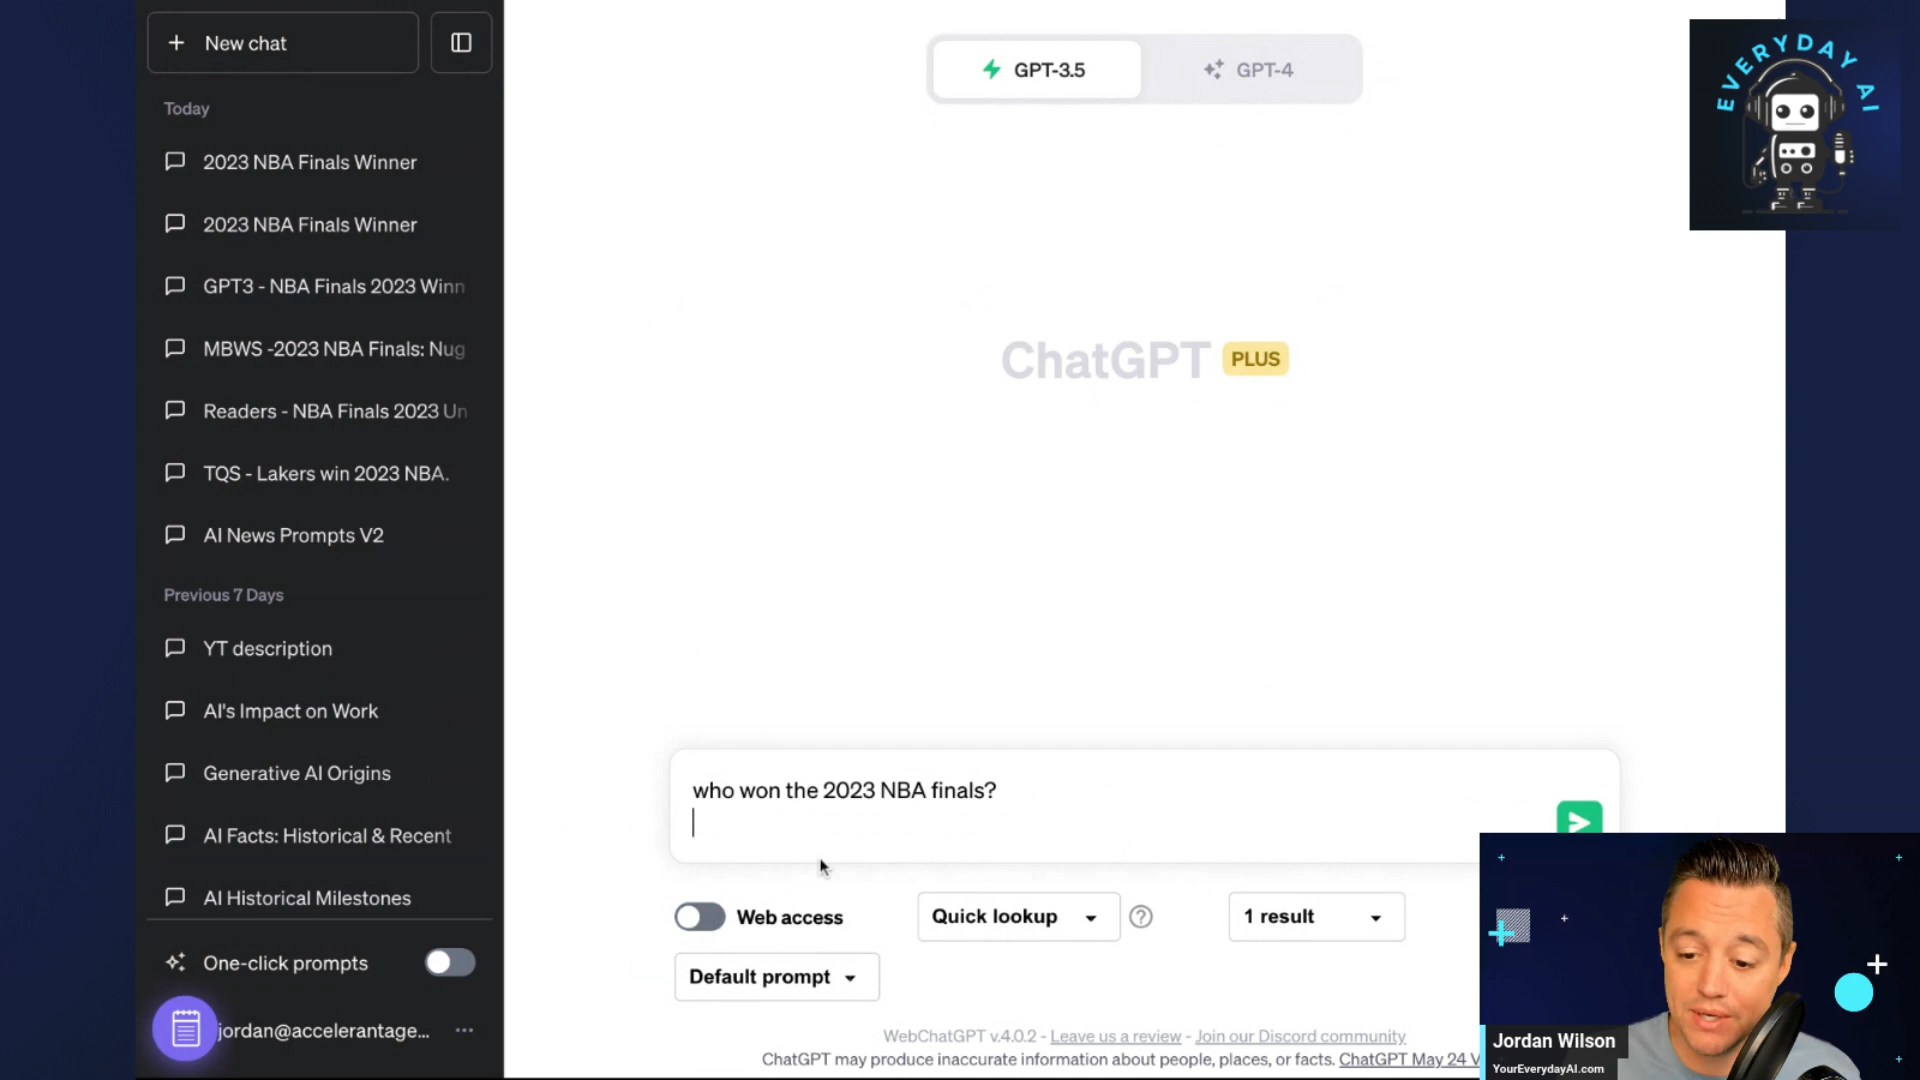 New chat
Today
2023 NBA Finals Winner
2023 NBA Finals Winner
GPT3 - NBA Finals 2023 Winn
MBWS -2023 NBA Finals: Nug
Readers - NBA Finals 2023 Un
TQS - Lakers win 2023 NBA.
AI News Prompts V2
Previous 7 Days
YT description
AI's Impact on Work
Generative AI Origins
AI Facts: Historical & Recent
AI Historical Milestones
One-click prompts
jordan@accelerantage...
GPT-3.5
GPT-4
ChatGPT PLUS
who won the 2023 NBA finals?
Web access
Quick lookup
1 result
Default prompt
WebChatGPT v.4.0.2 - Leave us a review - Join our Discord community
ChatGPT may produce inaccurate information about people, places, or facts. ChatGPT May 24 V
EVERYDAY AI
Jordan Wilson
YourEverydayAI.com